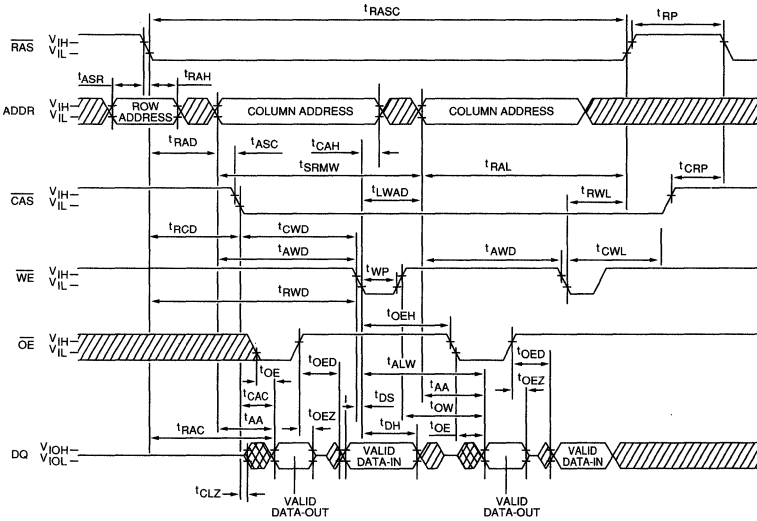 tRASC
tRP
RAS VIH
VIL
tASR
tRAH
ADDR VIH
VIL
ROW ADDRESS
COLUMN ADDRESS
COLUMN ADDRESS
tRAD
tASC
tCAH
tSRMW
tRAL
tCRP
CAS VIH
VIL
tLWAD
tRWL
tRCD
tCWD
tAWD
tAWD
tCWL
WE VIH
VIL
tWP
tRWD
tOEH
OE VIH
VIL
tOE
tOED
tALW
tOED
tCAC
tAA
tOEZ
tDS
tAA
tOW
tOEZ
tRAC
tDH
tOE
DQ VIOH
VIOL
VALID DATA-IN
VALID DATA-IN
tCLZ
VALID DATA-OUT
VALID DATA-OUT